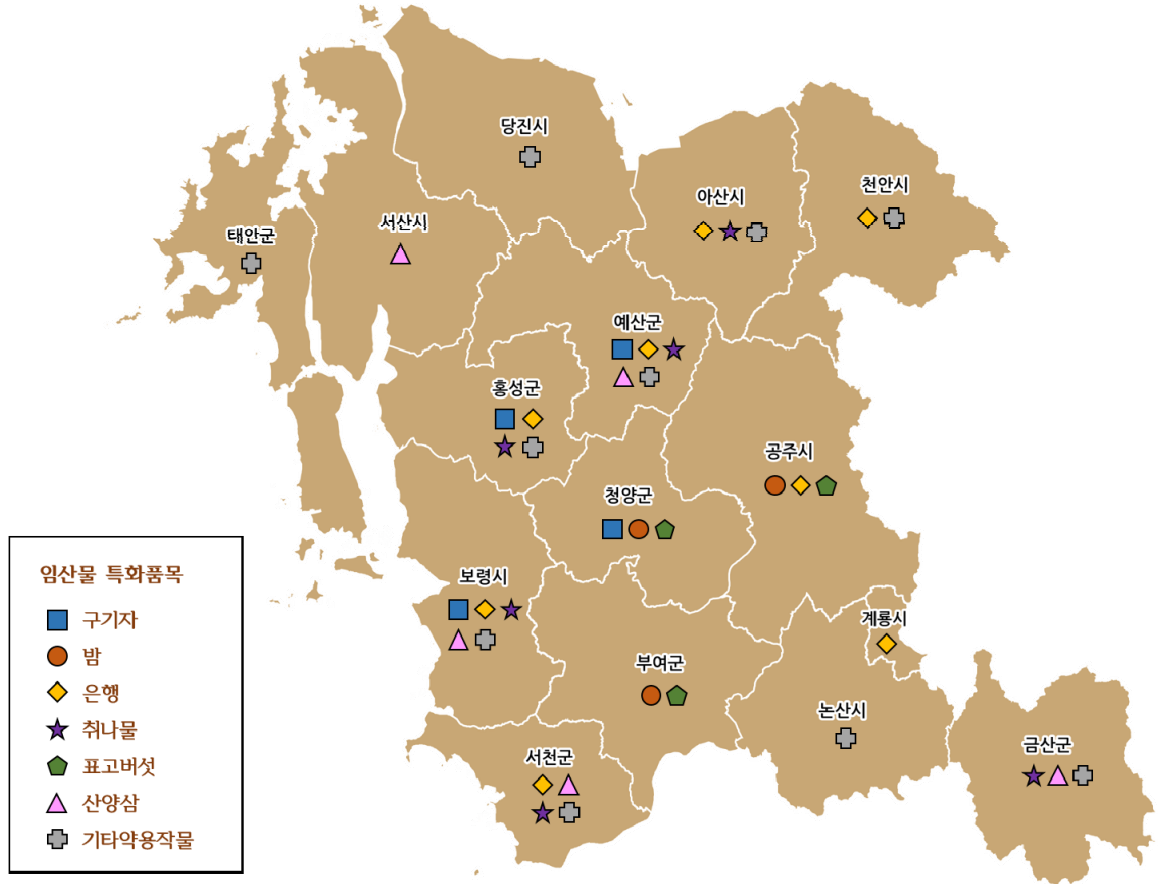 당진시
천안시
아산시
서산시
태안군
예산군
홍성군
공주시
청양군
보령시
계룡시
부여군
논산시
금산군
서천군
임산물 특화품목
구기자
밤
은행
취나물
표고버섯
산양삼
기타약용작물